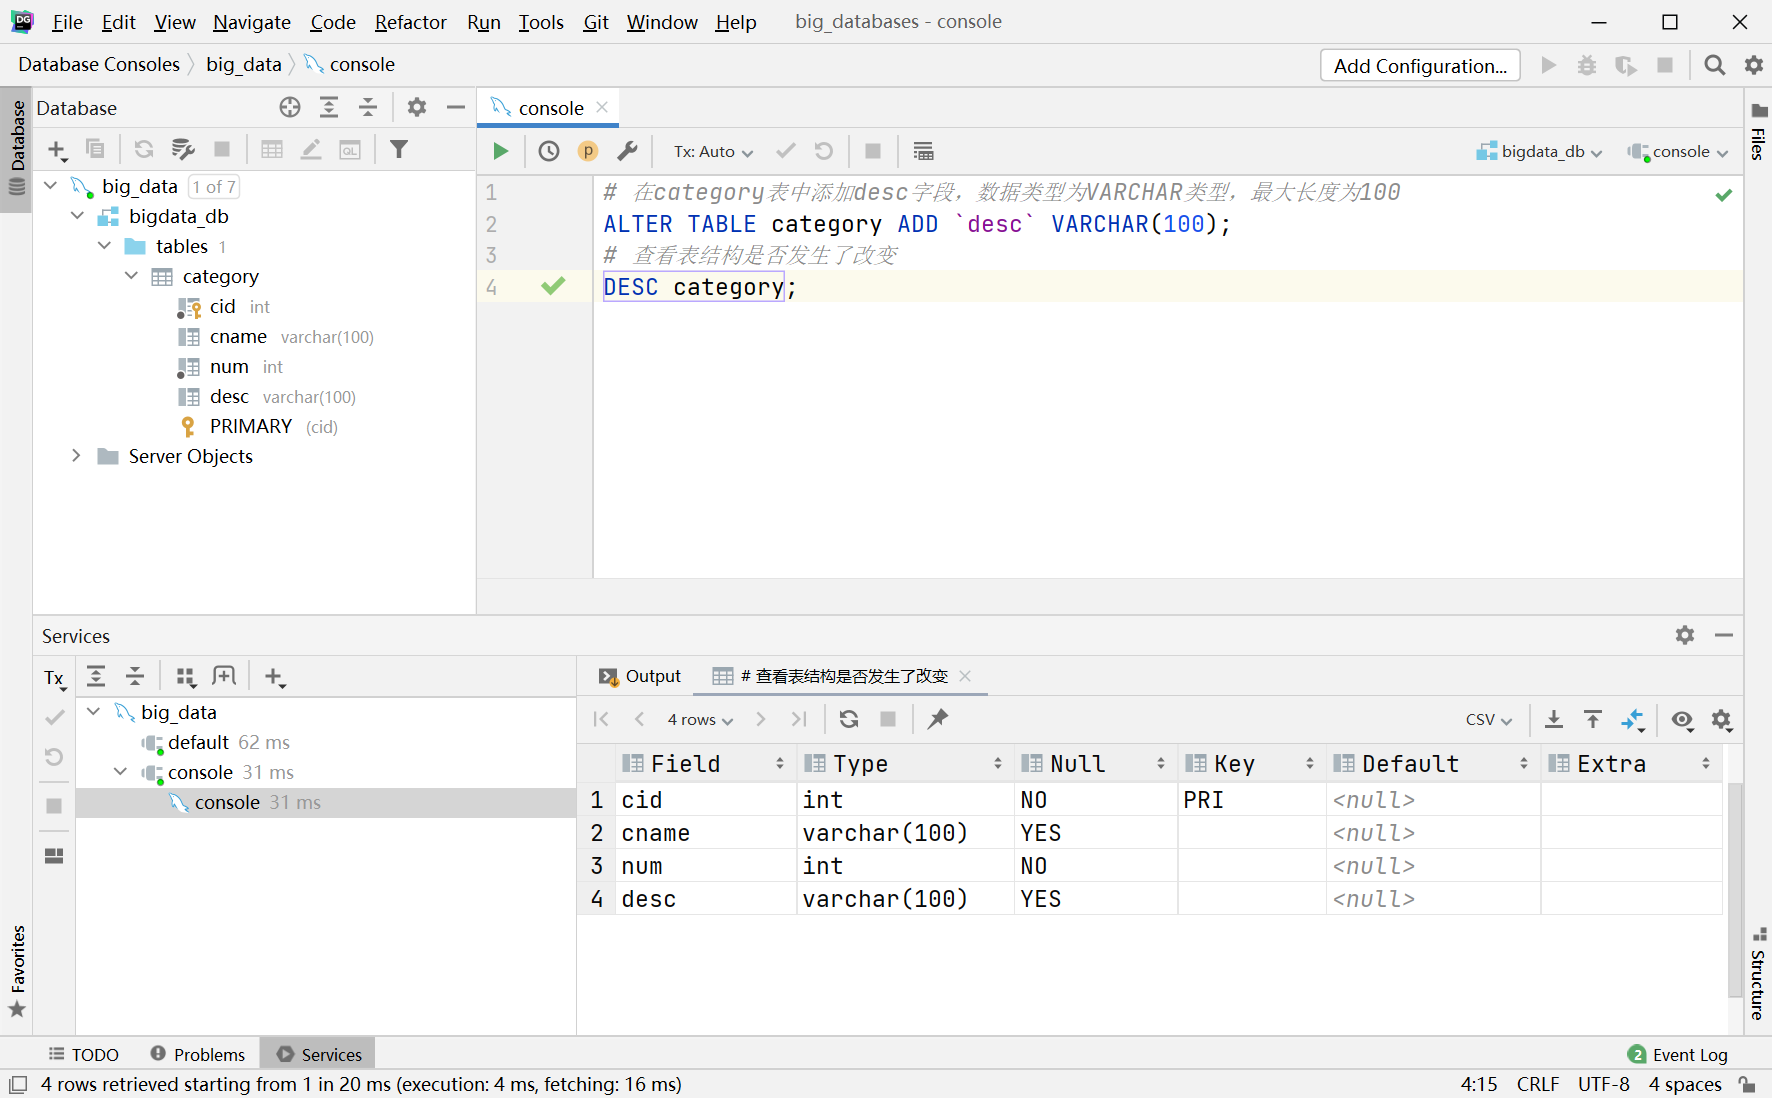 File Edit View Navigate Code Refactor Run Tools Git Window Help big_databases - console
Database Consoles big_data console Add Configuration...
Database
console
Tx: Auto
bigdata_db console
Database
Files
big_data 1 of 7
bigdata_db
tables 1
category
cid int
cname varchar(100)
num int
desc varchar(100)
PRIMARY (cid)
Server Objects
1 # 在category表中添加desc字段，数据类型为VARCHAR类型，最大长度为100
2 ALTER TABLE category ADD `desc` VARCHAR(100);
3 # 查看表结构是否发生了改变
4 DESC category;
Services
Tx
big_data
default 62 ms
console 31 ms
console 31 ms
Output # 查看表结构是否发生了改变
4 rows CSV
Field Type Null Key Default Extra
1 cid int NO PRI <null>
2 cname varchar(100) YES <null>
3 num int NO <null>
4 desc varchar(100) YES <null>
Favorites
Structure
TODO Problems Services 2 Event Log
4 rows retrieved starting from 1 in 20 ms (execution: 4 ms, fetching: 16 ms) 4:15 CRLF UTF-8 4 spaces